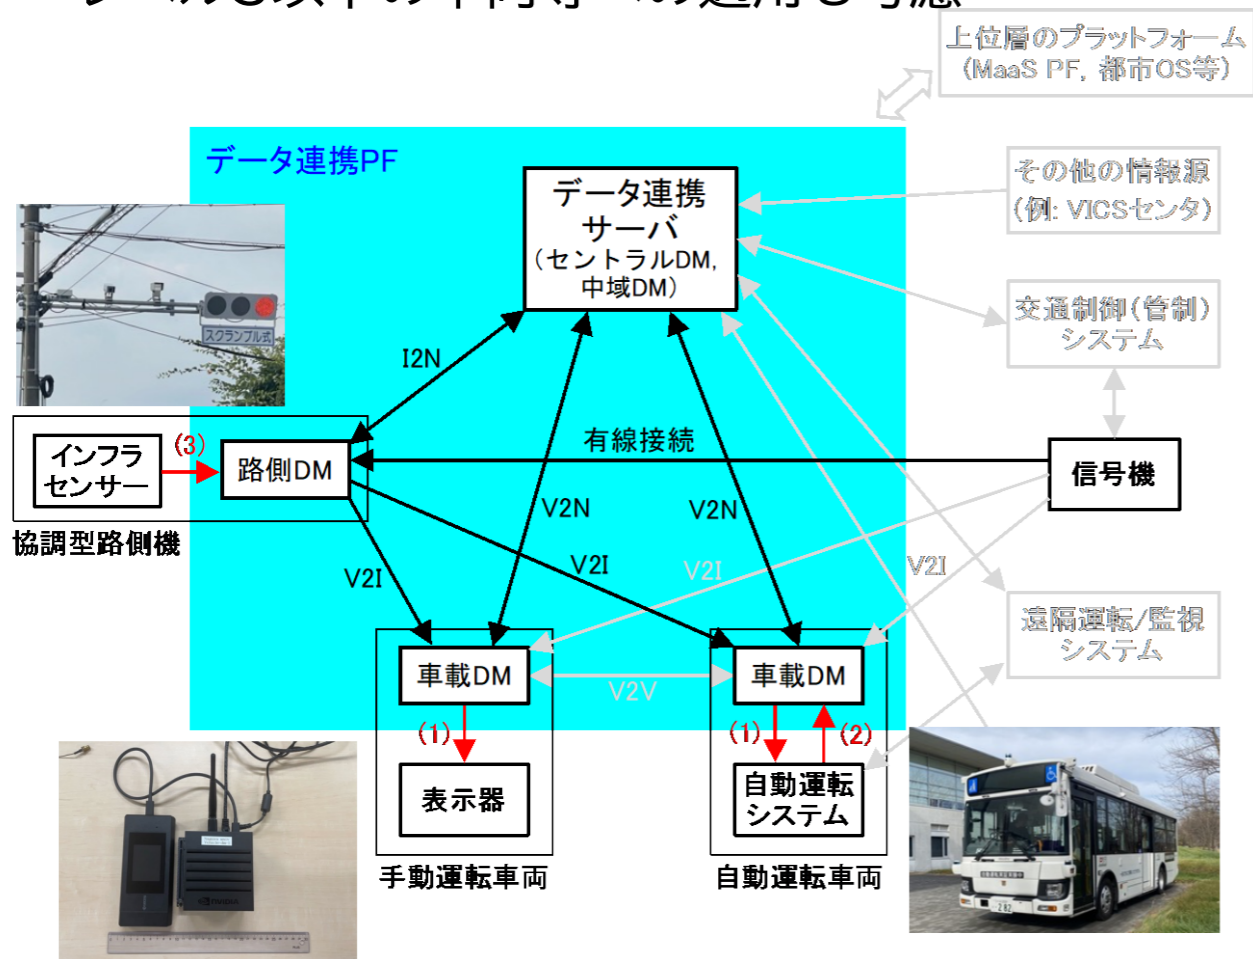 上位層のプラットフォーム
(MaaS PF, 都市OS等)
データ連携PF
データ連携
サーバ
(セントラルDM,
中域DM)
その他の情報源
(例: VICSセンタ)
スクランブル式
交通制御(管制)
システム
I2N
有線接続
インフラ
センサー
(3)
路側DM
信号機
協調型路側機
V2N
V2N
V2I
V2I
V2I
V2I
遠隔運転/監視
システム
車載DM
V2V
車載DM
(1)
(1)
(2)
表示器
自動運転
システム
手動運転車両
自動運転車両
NVIDIA
2 82